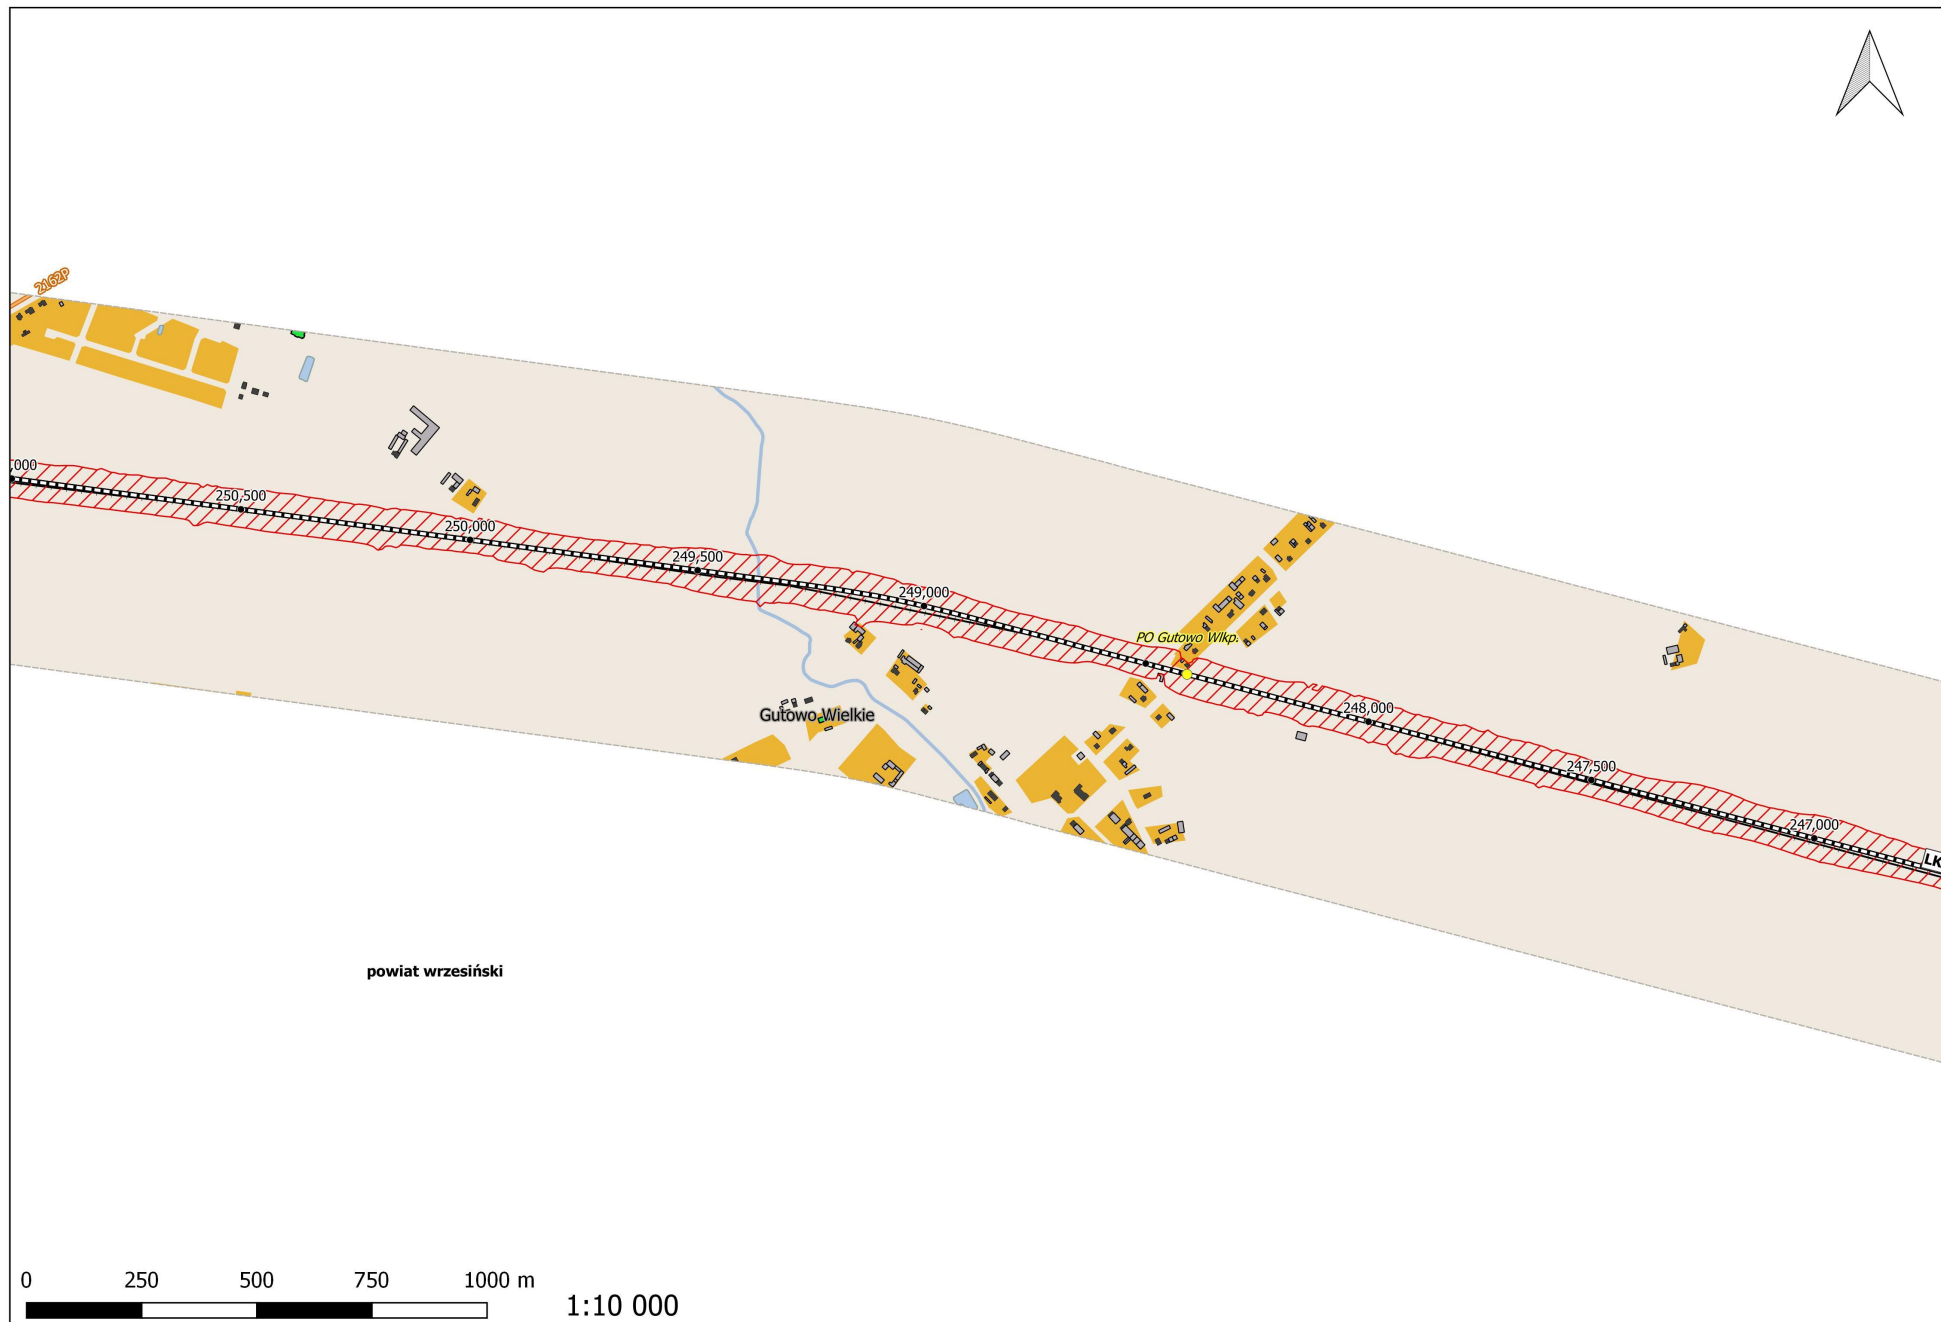 2162P
,000
250,500
250,000
249,500
249,000
PO Gutowo Wlkp.
248,000
Gutowo Wielkie
247,500
247,000
LK
powiat wrzesiński
0 250 500 750 1000 m
1:10 000